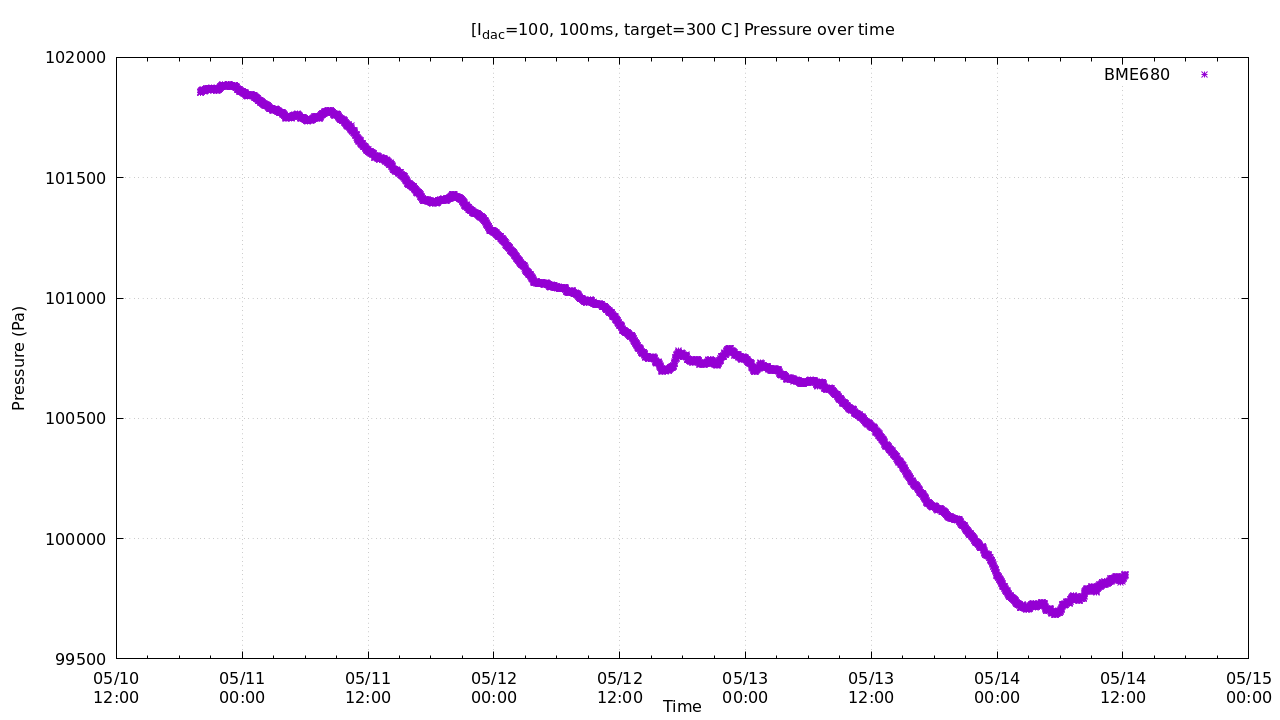 [Idac=100, 100ms, target=300 C] Pressure over time
BME680
102000
101500
101000
100500
100000
99500
Pressure (Pa)
05/10 05/11 05/11 05/12 05/12 05/13 05/13 05/14 05/14 05/15
12:00 00:00 12:00 00:00 12:00 00:00 12:00 00:00 12:00 00:00
Time